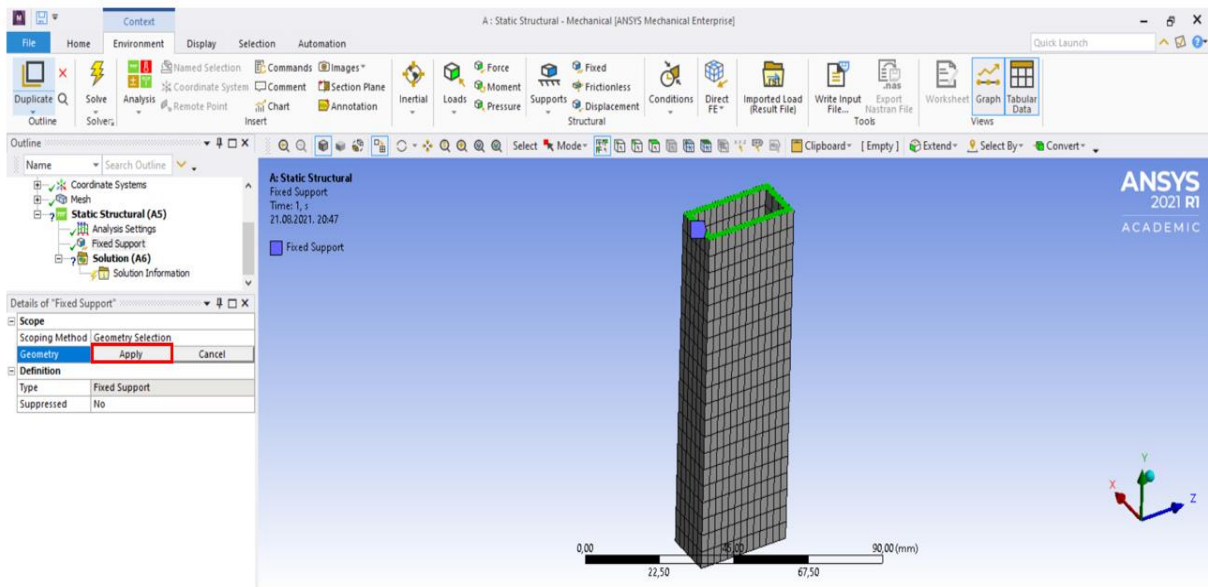 Context
A : Static Structural - Mechanical [ANSYS Mechanical Enterprise]
File Home Environment Display Selection Automation
Quick Launch
Duplicate
Outline
Solve
Solvers
Analysis
Named Selection
Coordinate System
Remote Point
Commands
Comment
Chart
Images
Section Plane
Annotation
Insert
Inertial
Loads
Force
Moment
Pressure
Supports
Fixed
Frictionless
Displacement
Conditions
Direct
FE
Imported Load
(Result File)
Structural
Write Input
File...
Export
Nastran File
.nas
Tools
Worksheet
Graph
Tabular
Data
Views
Outline
Select Mode Clipboard [ Empty ] Extend Select By Convert
Name Search Outline
Coordinate Systems
Mesh
Static Structural (A5)
Analysis Settings
Fixed Support
Solution (A6)
Solution Information
Details of "Fixed Support"
Scope
Scoping Method Geometry Selection
Geometry Apply Cancel
Definition
Type Fixed Support
Suppressed No
A: Static Structural
Fixed Support
Time: 1, s
21.08.2021, 20:47
Fixed Support
ANSYS
2021 R1
ACADEMIC
Y
X
Z
0,00 45,00 90,00 (mm)
22,50 67,50